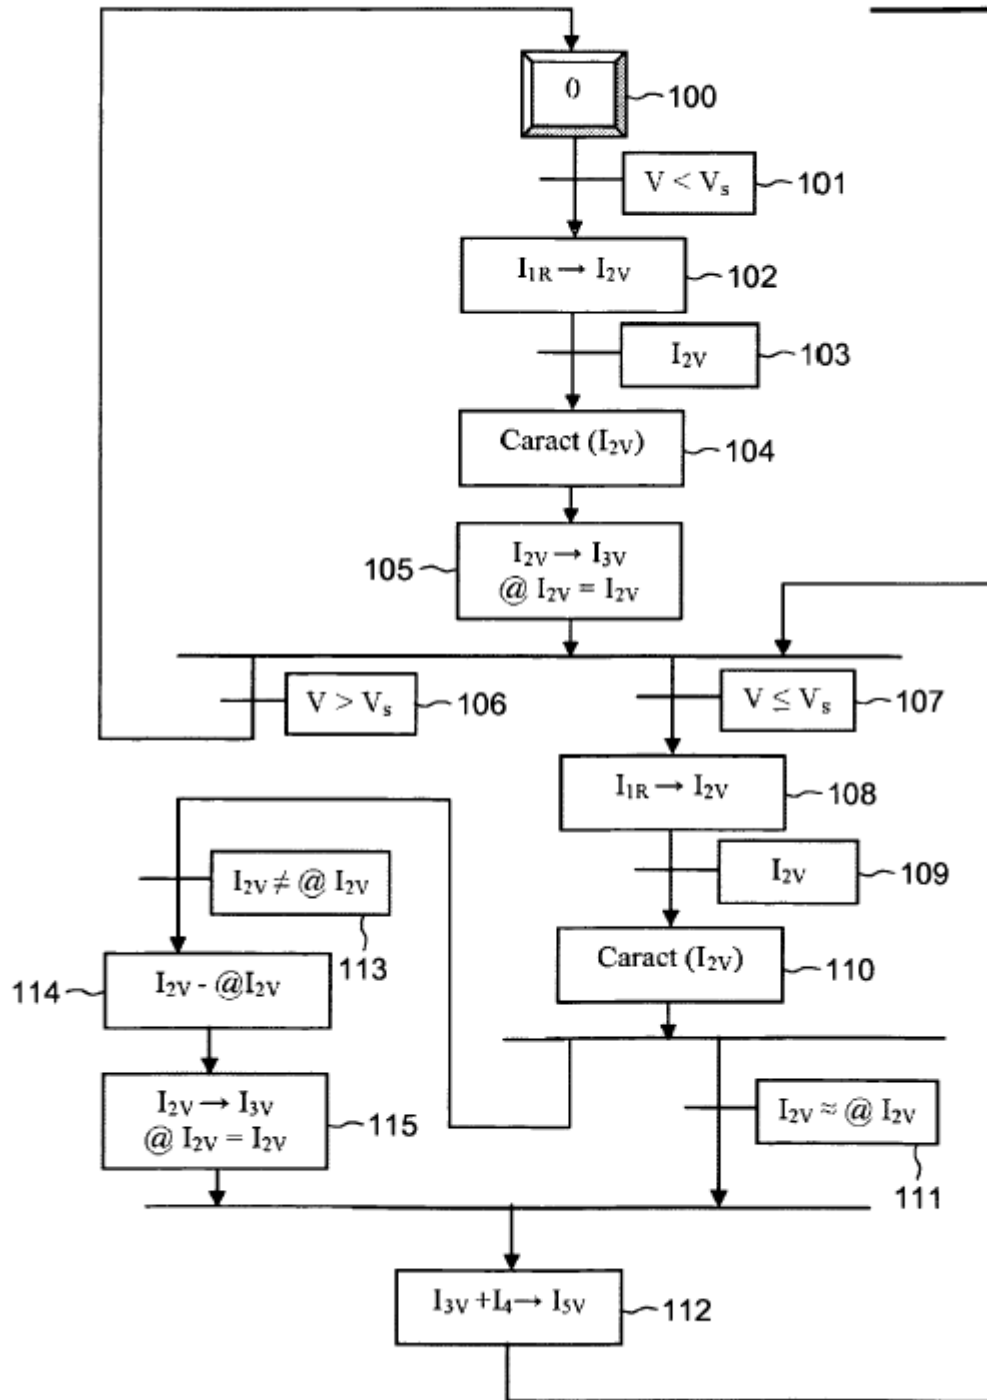 0
100
V < Vs
101
I1R → I2V
102
I2V
103
Caract (I2V)
104
I2V → I3V
@ I2V = I2V
105
V > Vs
106
V ≤ Vs
107
I1R → I2V
108
I2V ≠ @ I2V
113
I2V
109
Caract (I2V)
110
I2V - @I2V
114
I2V → I3V
@ I2V = I2V
115
I2V ≈ @ I2V
111
I3V +I4→ I5V
112